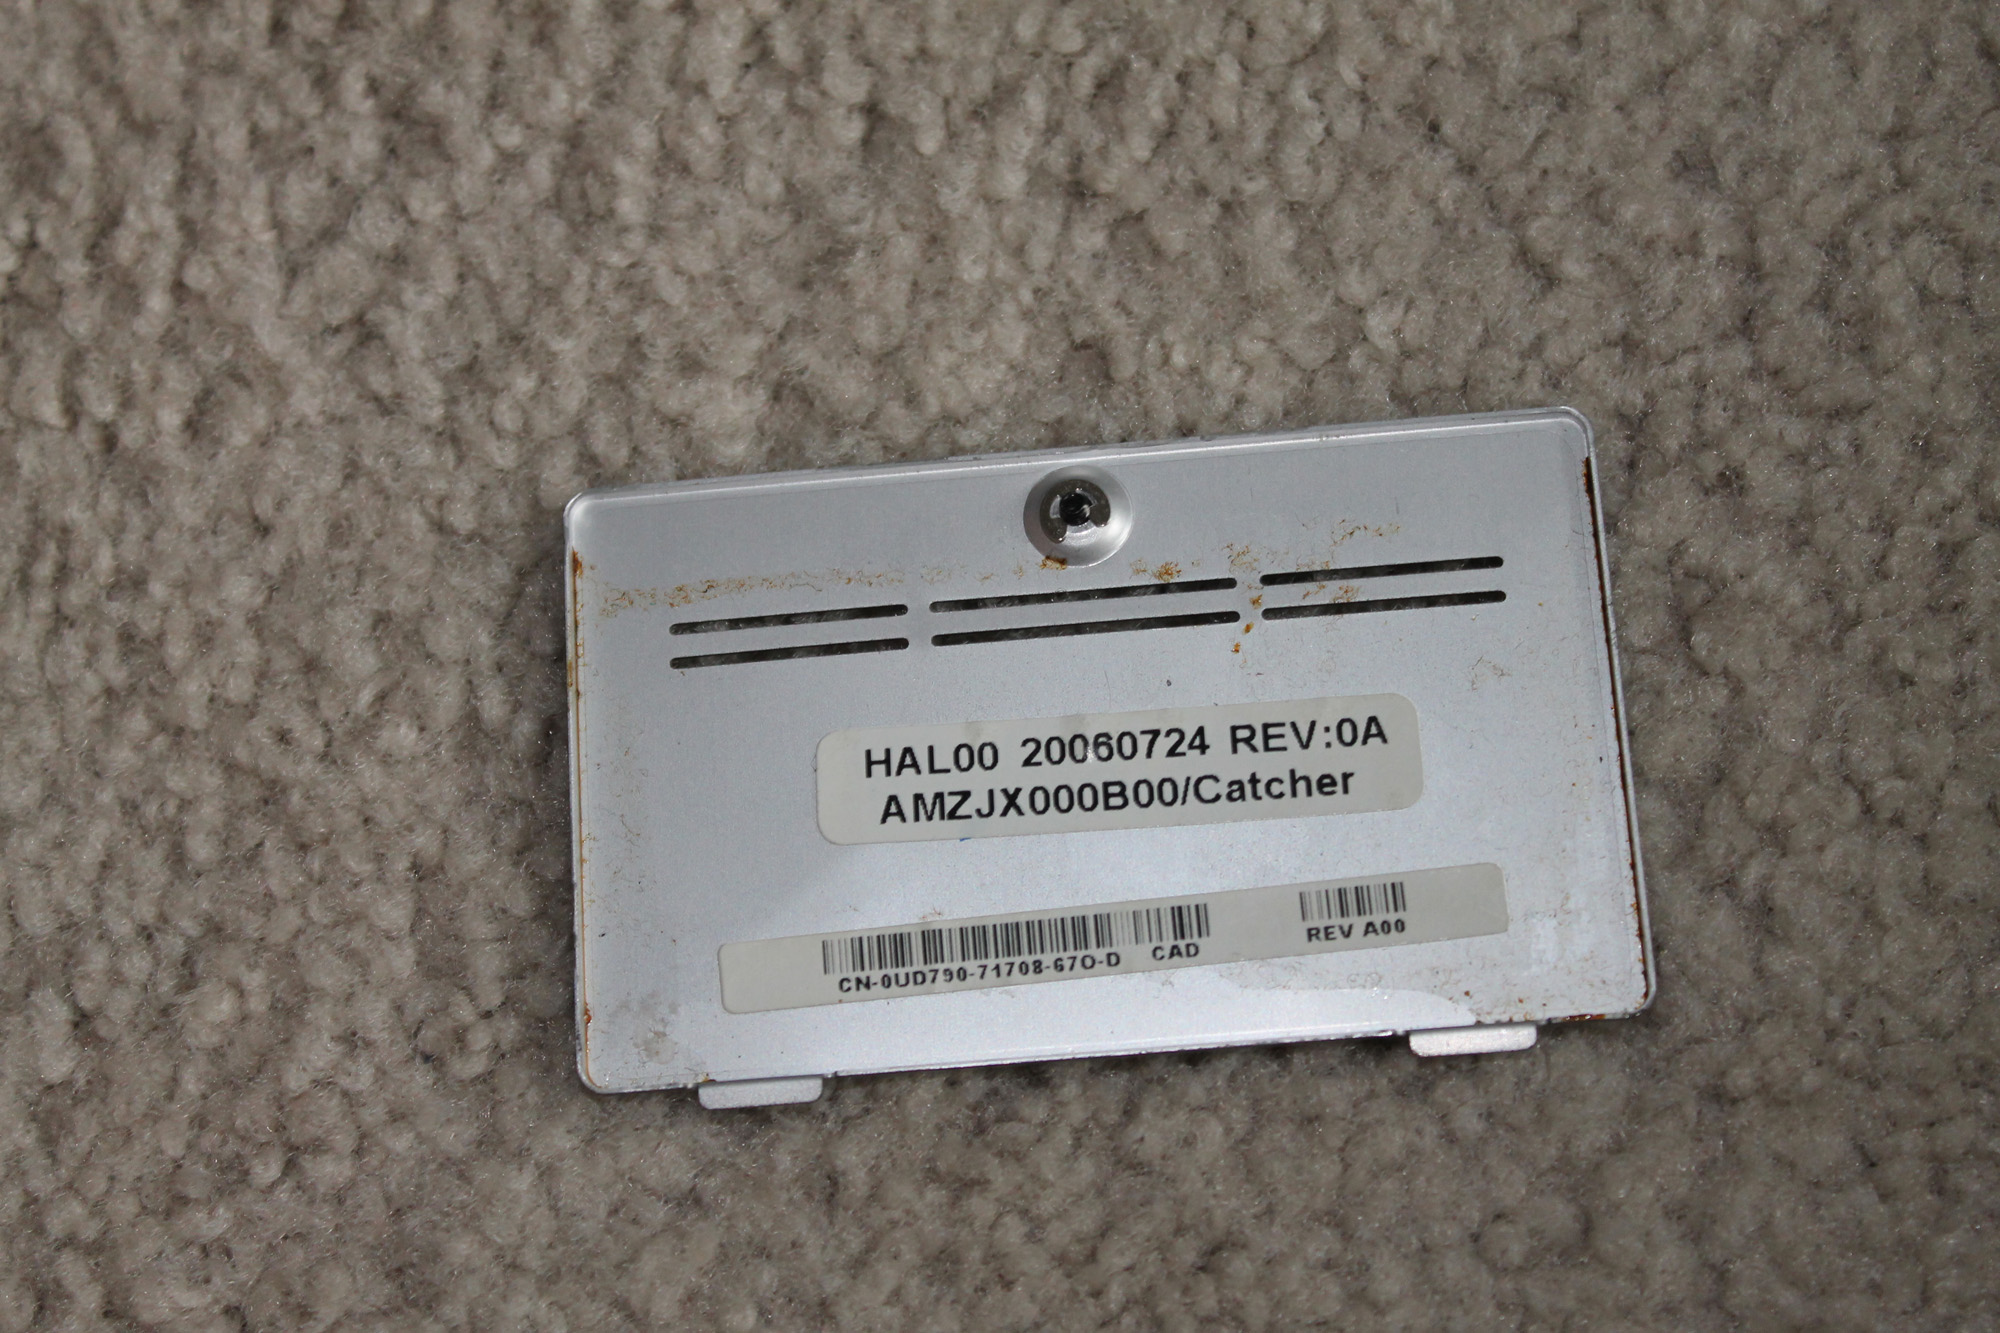 HAL00 20060724 REV:0A
AMZJX000B00/Catcher
CN-0UD790-71708-67O-D CAD
REV A00